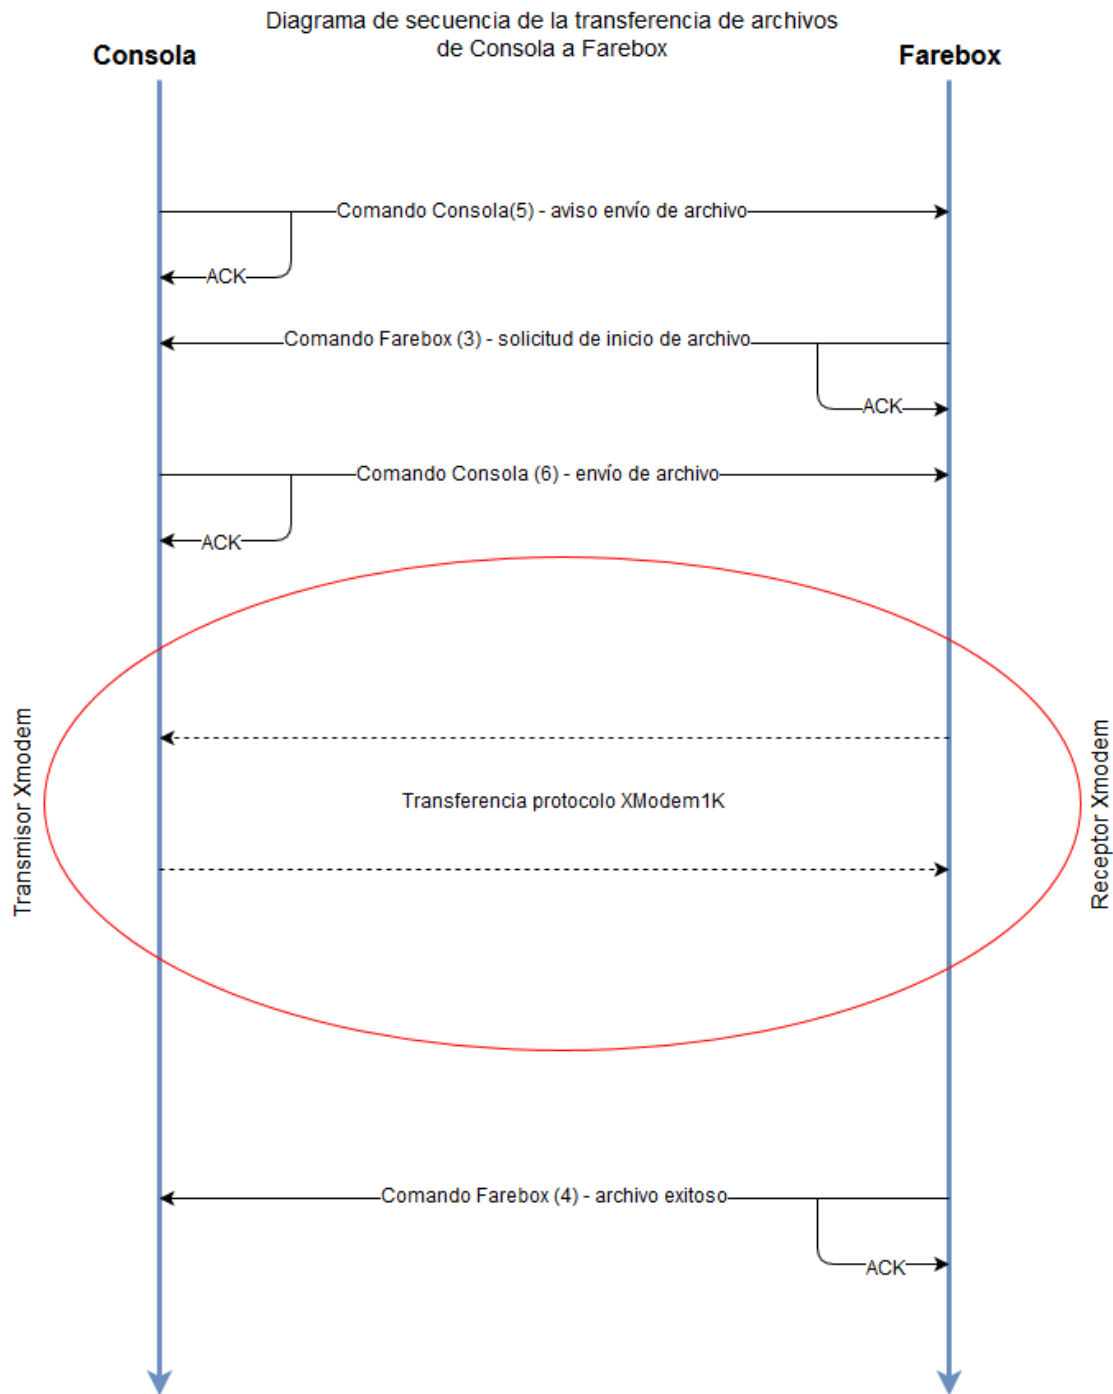 Diagrama de secuencia de la transferencia de archivos
de Consola a Farebox
Consola
Farebox
Comando Consola(5) - aviso envío de archivo
ACK
Comando Farebox (3) - solicitud de inicio de archivo
ACK
Comando Consola (6) - envío de archivo
ACK
Transmisor Xmodem
Transferencia protocolo XModem1K
Receptor Xmodem
Comando Farebox (4) - archivo exitoso
ACK